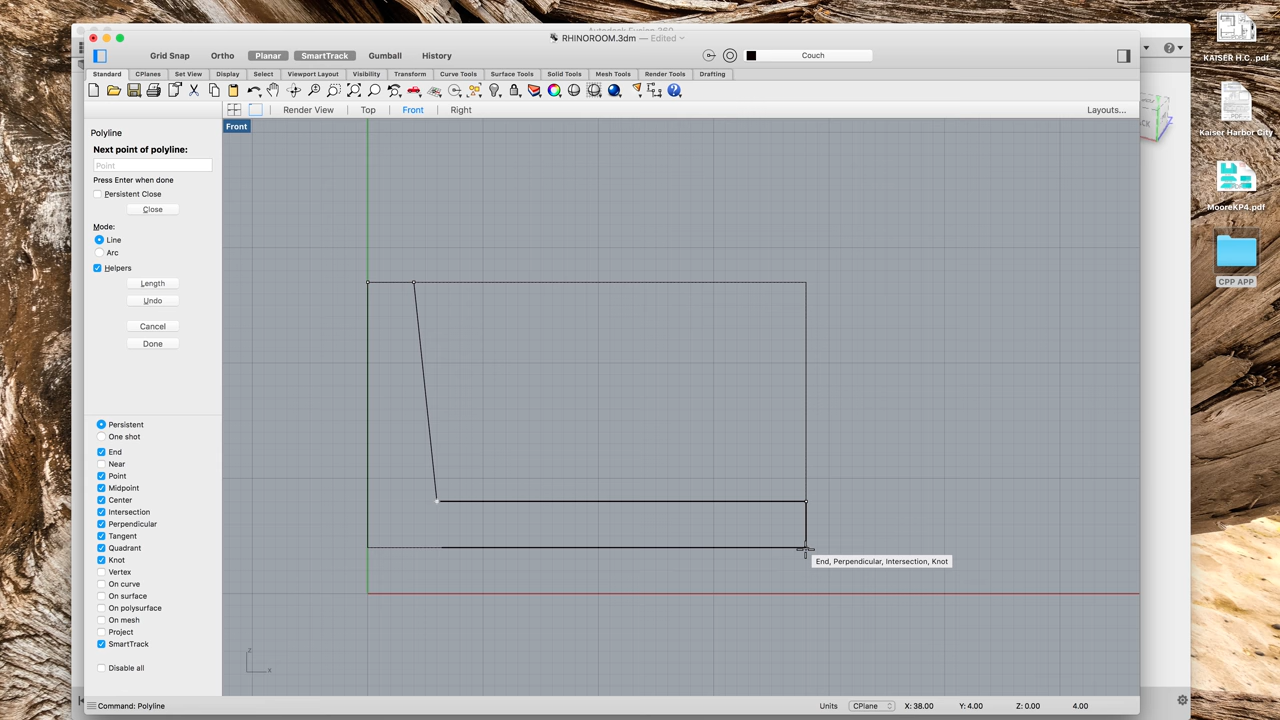 Autodesk Fusion 360
RHINOROOM.3dm — Edited
Grid Snap Ortho Planar SmartTrack Gumball History Couch
Standard CPlanes Set View Display Select Viewport Layout Visibility Transform Curve Tools Surface Tools Solid Tools Mesh Tools Render Tools Drafting
Render View Top Front Right Layouts...
Front
Polyline
Next point of polyline:
Point
Press Enter when done
Persistent Close
Close
Mode:
Line
Arc
Helpers
Length
Undo
Cancel
Done
Persistent
One shot
End
Near
Point
Midpoint
Center
Intersection
Perpendicular
Tangent
Quadrant
Knot
Vertex
On curve
On surface
On polysurface
On mesh
Project
SmartTrack
Disable all
End, Perpendicular, Intersection, Knot
z
x
Command: Polyline
Units CPlane X: 38.00 Y: 4.00 Z: 0.00 4.00
KAISER H.C..pdf
Kaiser Harbor City
MooreKP4.pdf
CPP APP
Z